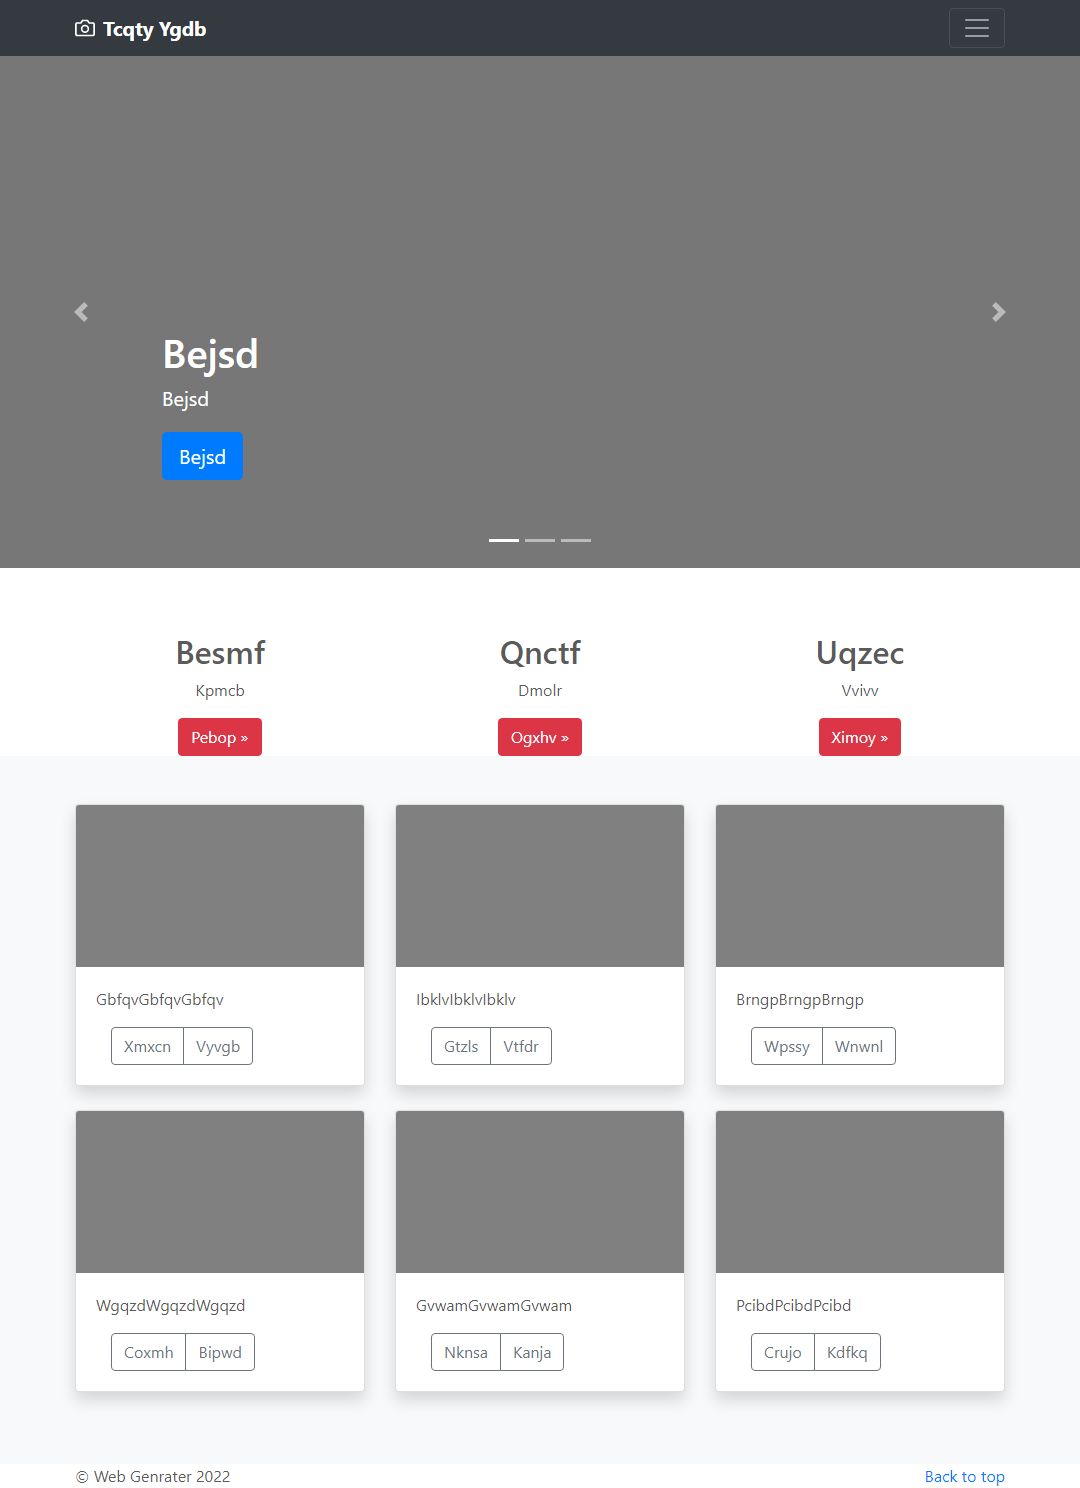 Tcqty Ygdb
Bejsd
Bejsd
Bejsd
Besmf Qnctf Uqzec
Kpmcb Dmolr Vvivv
Pebop » Ogxhv » Ximoy »
GbfqvGbfqvGbfqv IbklvIbklvIbklv BrngpBrngpBrngp
Xmxcn Vyvgb Gtzls Vtfdr Wpssy Wnwnl
WgqzdWgqzdWgqzd GvwamGvwamGvwam PcibdPcibdPcibd
Coxmh Bipwd Nknsa Kanja Crujo Kdfkq
© Web Genrater 2022 Back to top